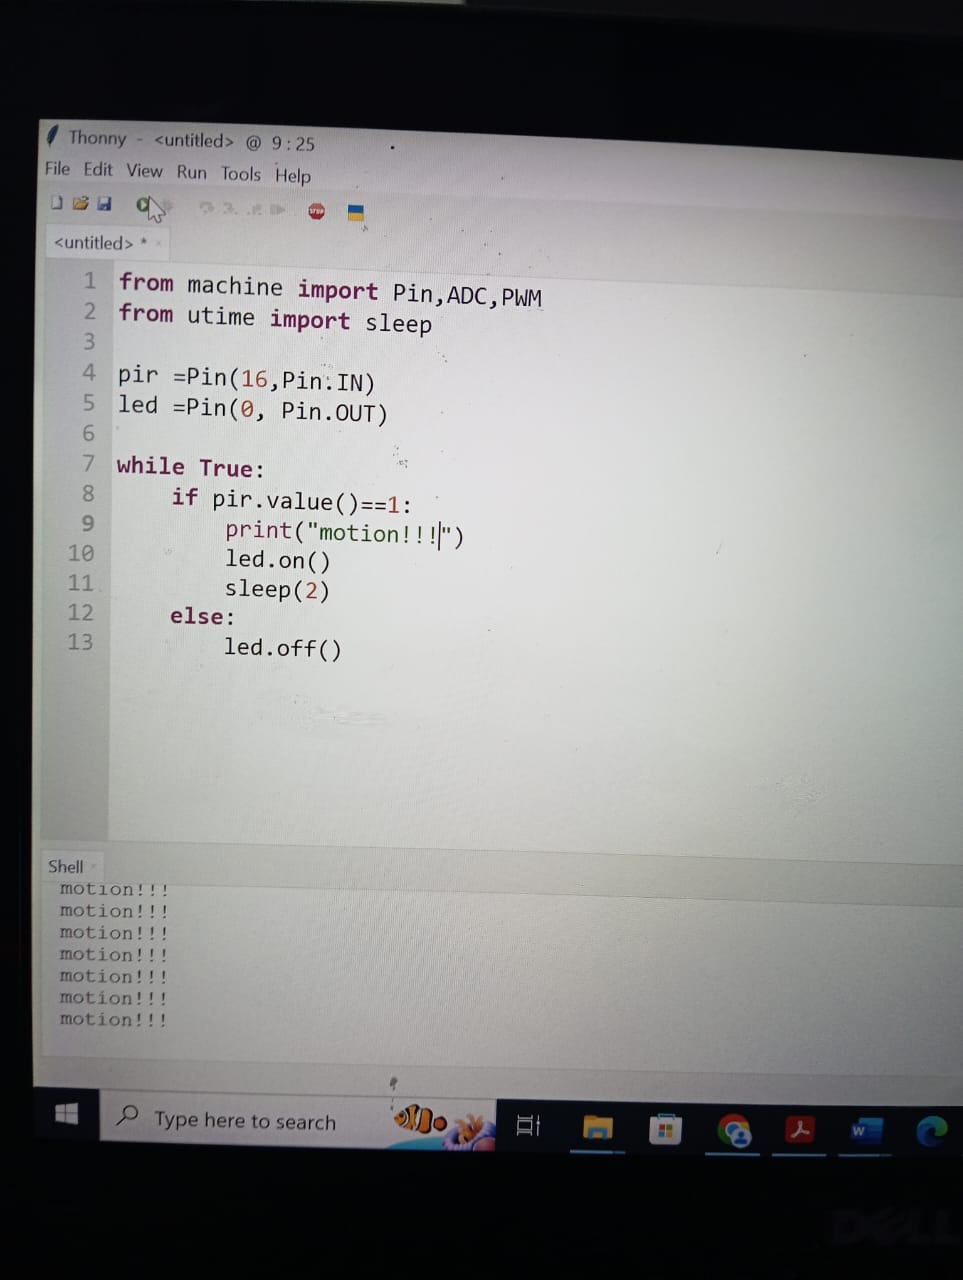 Thonny - <untitled> @ 9:25
File Edit View Run Tools Help
STOP
<untitled> *
1 from machine import Pin,ADC,PWM
2 from utime import sleep
3
4 pir =Pin(16,Pin.IN)
5 led =Pin(0, Pin.OUT)
6
7 while True:
8     if pir.value()==1:
9         print("motion!!!")
10         led.on()
11         sleep(2)
12     else:
13         led.off()
Shell
motion!!!
motion!!!
motion!!!
motion!!!
motion!!!
motion!!!
motion!!!
Type here to search
W
DELL